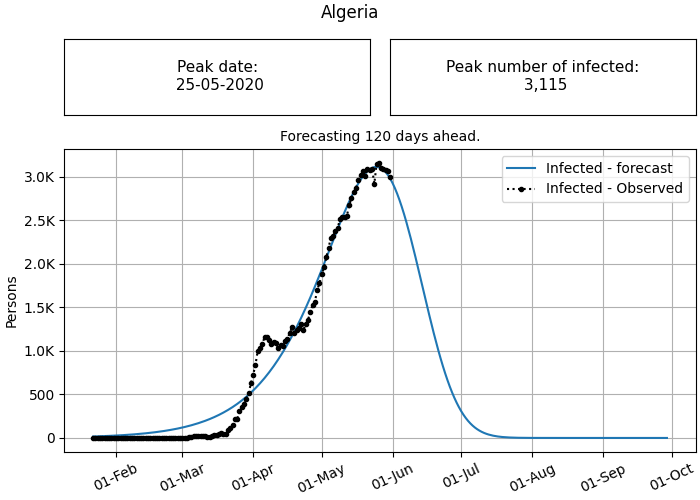 Algeria
Peak date:
25-05-2020
Peak number of infected:
3,115
Forecasting 120 days ahead.
Infected - forecast
Infected - Observed
3.0K
2.5K
2.0K
1.5K
1.0K
500
0
Persons
01-Feb
01-Mar
01-Apr
01-May
01-Jun
01-Jul
01-Aug
01-Sep
01-Oct